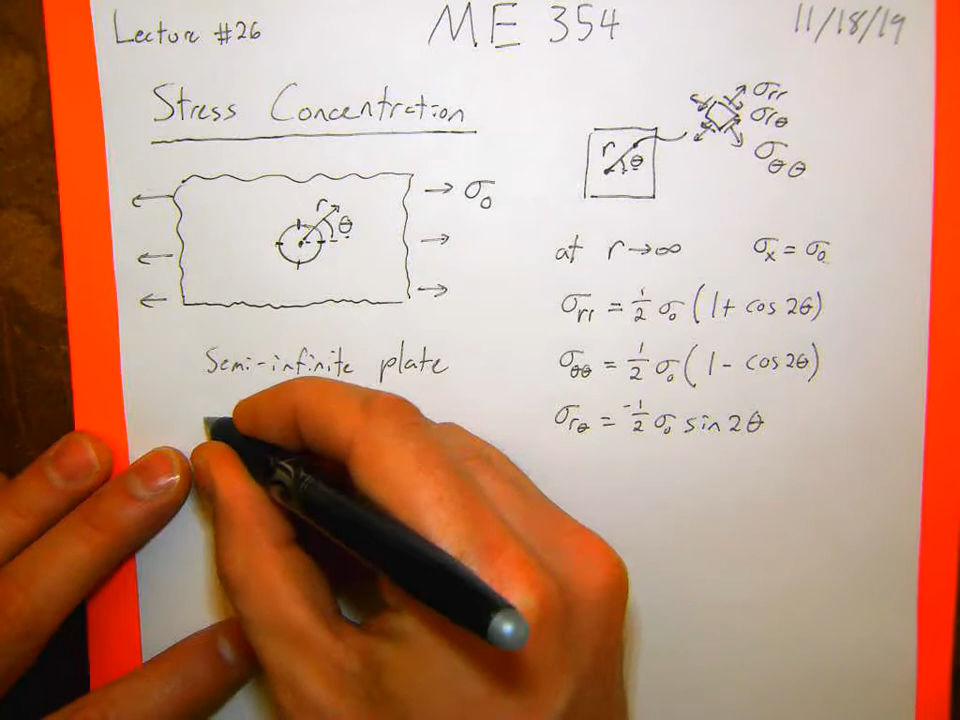 Lecture #26 ME 354 11/18/19
Stress Concentration
σ₀
r θ
Semi-infinite plate
σrr
σrθ
σθθ
r θ
at r→∞ σx = σ₀
σrr = 1/2 σ₀ (1 + cos 2θ)
σθθ = 1/2 σ₀ (1 - cos 2θ)
σrθ = -1/2 σ₀ sin 2θ